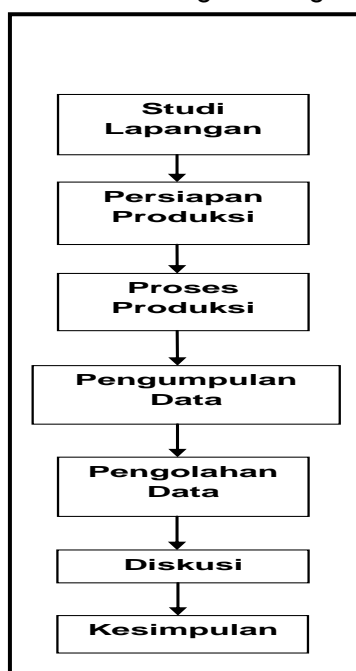 Studi
Lapangan
Persiapan
Produksi
Proses
Produksi
Pengumpulan
Data
Pengolahan
Data
Diskusi
Kesimpulan